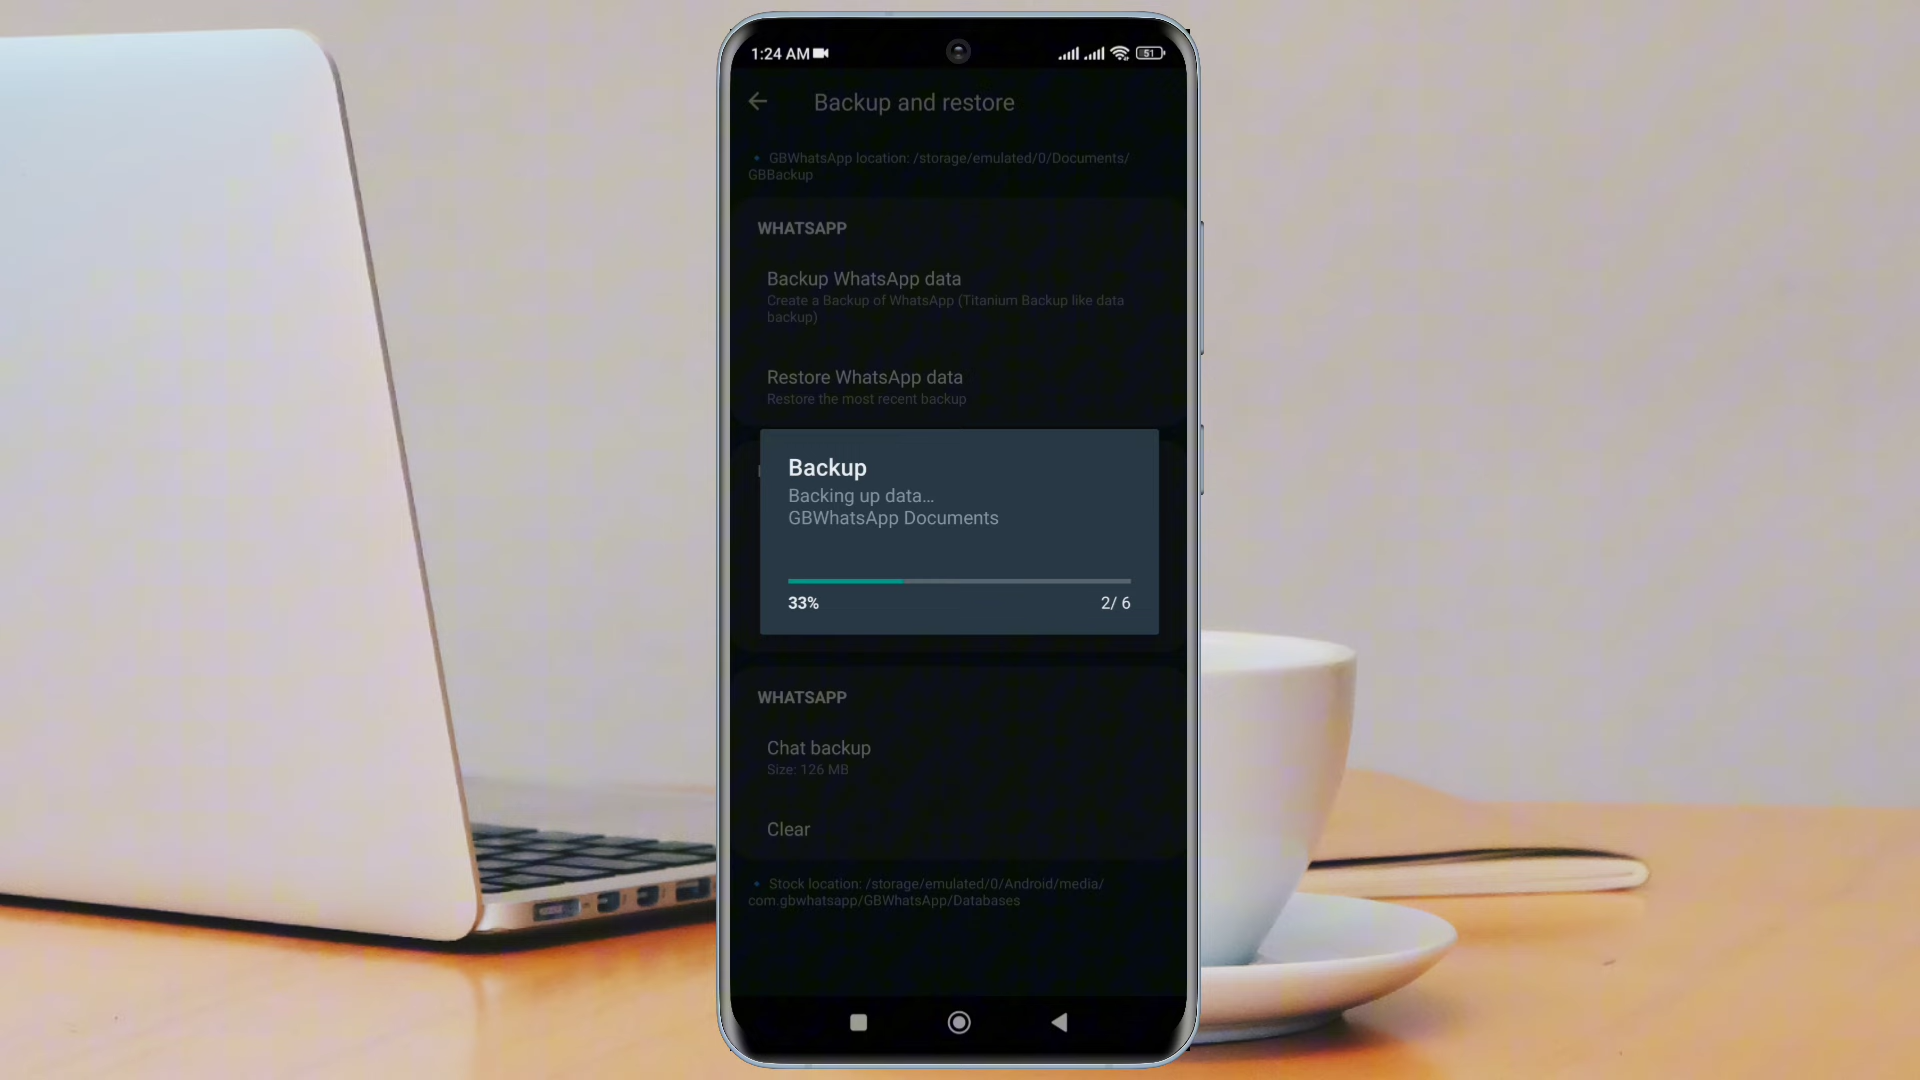 1:24 AM
51
Backup and restore
GBWhatsApp location: /storage/emulated/0/Documents/
GBBackup
WHATSAPP
Backup WhatsApp data
Create a Backup of WhatsApp (Titanium Backup like data
backup)
Restore WhatsApp data
Restore the most recent backup
Backup
Backing up data...
GBWhatsApp Documents
33%
2/ 6
WHATSAPP
Chat backup
Size: 126 MB
Clear
Stock location: /storage/emulated/0/Android/media/
com.gbwhatsapp/GBWhatsApp/Databases